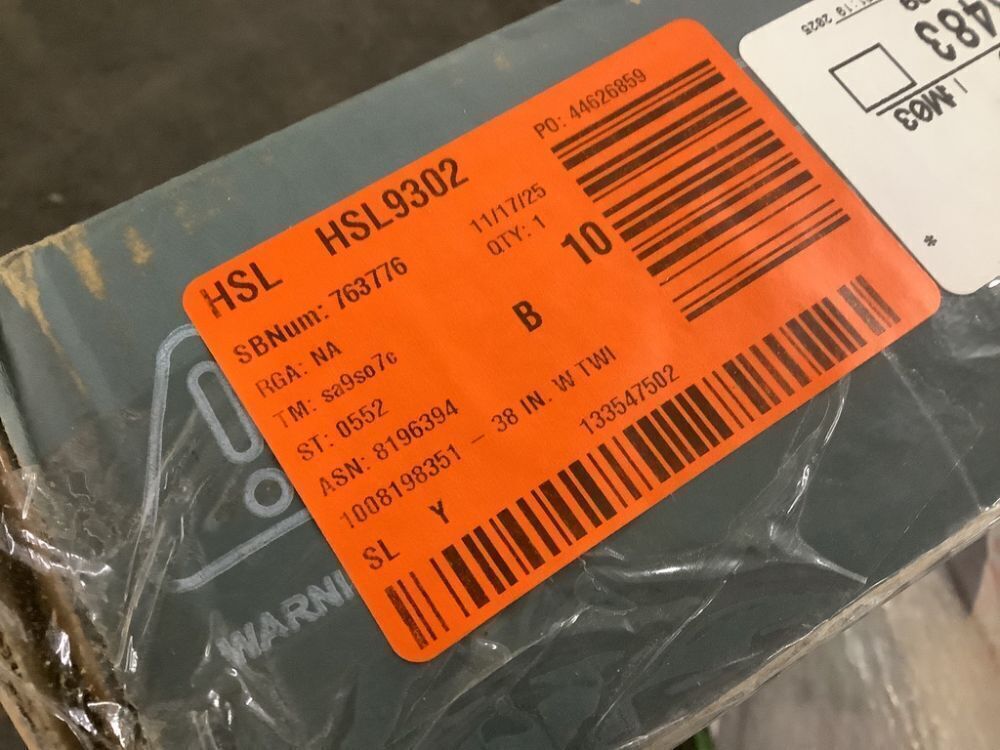 HSL HSL9302
PO: 44626859
SBNum: 763776
11/17/25
RGA: NA
QTY: 1
10
TM: sa9so7c
B
ST: 0552
ASN: 8196394
1008198351 - 38 IN. W TWI
133547502
SL Y
WARNI
2025
483
*